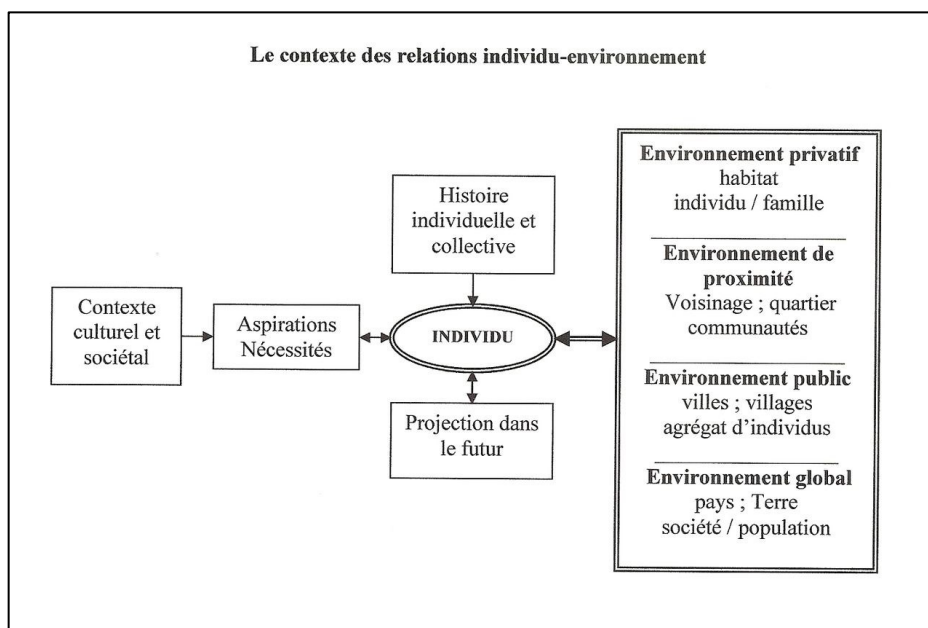 Le contexte des relations individu-environnement
Histoire
individuelle et
collective
Contexte
culturel et
sociétal
Aspirations
Nécessités
INDIVIDU
Projection dans
le futur
Environnement privatif
habitat
individu / famille
Environnement de
proximité
Voisinage ; quartier
communautés
Environnement public
villes ; villages
agrégat d'individus
Environnement global
pays ; Terre
société / population